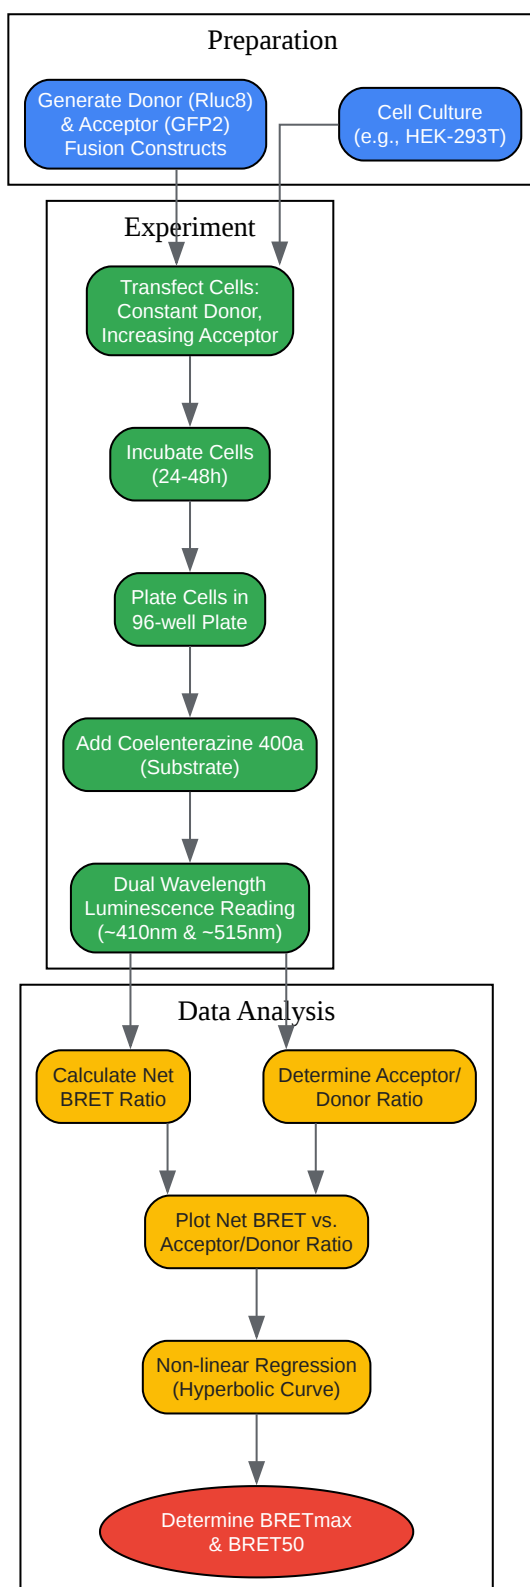 Preparation
Generate Donor (Rluc8)
& Acceptor (GFP2)
Fusion Constructs
Cell Culture
(e.g., HEK-293T)
Experiment
Transfect Cells:
Constant Donor,
Increasing Acceptor
Incubate Cells
(24-48h)
Plate Cells in
96-well Plate
Add Coelenterazine 400a
(Substrate)
Dual Wavelength
Luminescence Reading
(~410nm & ~515nm)
Data Analysis
Calculate Net
BRET Ratio
Determine Acceptor/
Donor Ratio
Plot Net BRET vs.
Acceptor/Donor Ratio
Non-linear Regression
(Hyperbolic Curve)
Determine BRETmax
& BRET50